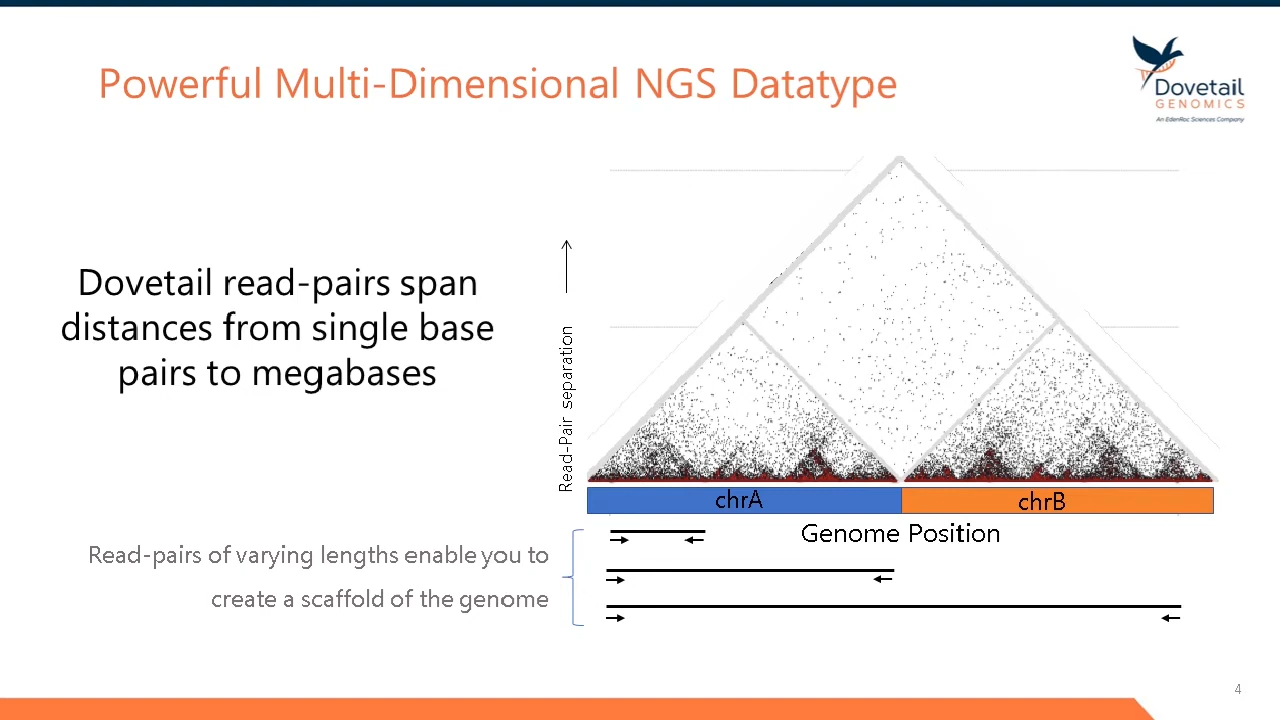 Powerful Multi-Dimensional NGS Datatype
Dovetail
GENOMICS
An EdenRoc Sciences Company
Dovetail read-pairs span
distances from single base
pairs to megabases
Read-Pair separation
chrA
chrB
Genome Position
Read-pairs of varying lengths enable you to
create a scaffold of the genome
4